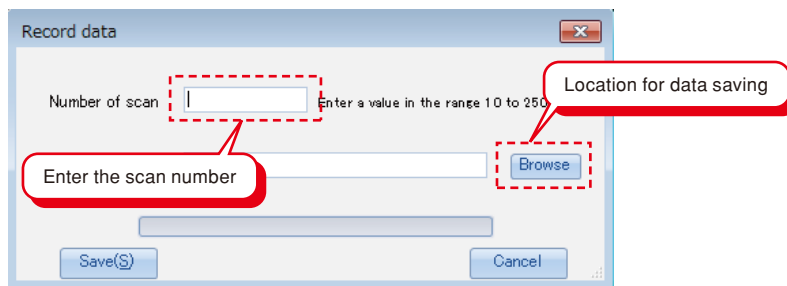 Record data
Number of scan
Enter a value in the range 10 to 250
Location for data saving
Enter the scan number
Browse
Save(S)
Cancel